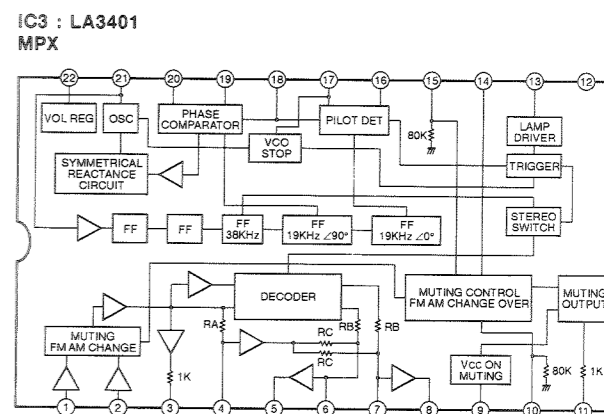 IC3 : LA3401
MPX
22 21 20 19 18 17 16 15 14 13 12
VOL REG
OSC
PHASE
COMPARATOR
PILOT DET
80K
LAMP
DRIVER
VCO
STOP
SYMMETRICAL
REACTANCE
CIRCUIT
TRIGGER
FF
FF
FF
38KHz
FF
19KHz ∠90°
FF
19KHz ∠0°
STEREO
SWITCH
DECODER
MUTING CONTROL
FM AM CHANGE OVER
MUTING
OUTPUT
MUTING
FM AM CHANGE
RA
RB
RB
RC
RC
1K
Vcc ON
MUTING
80K
1K
1 2 3 4 5 6 7 8 9 10 11